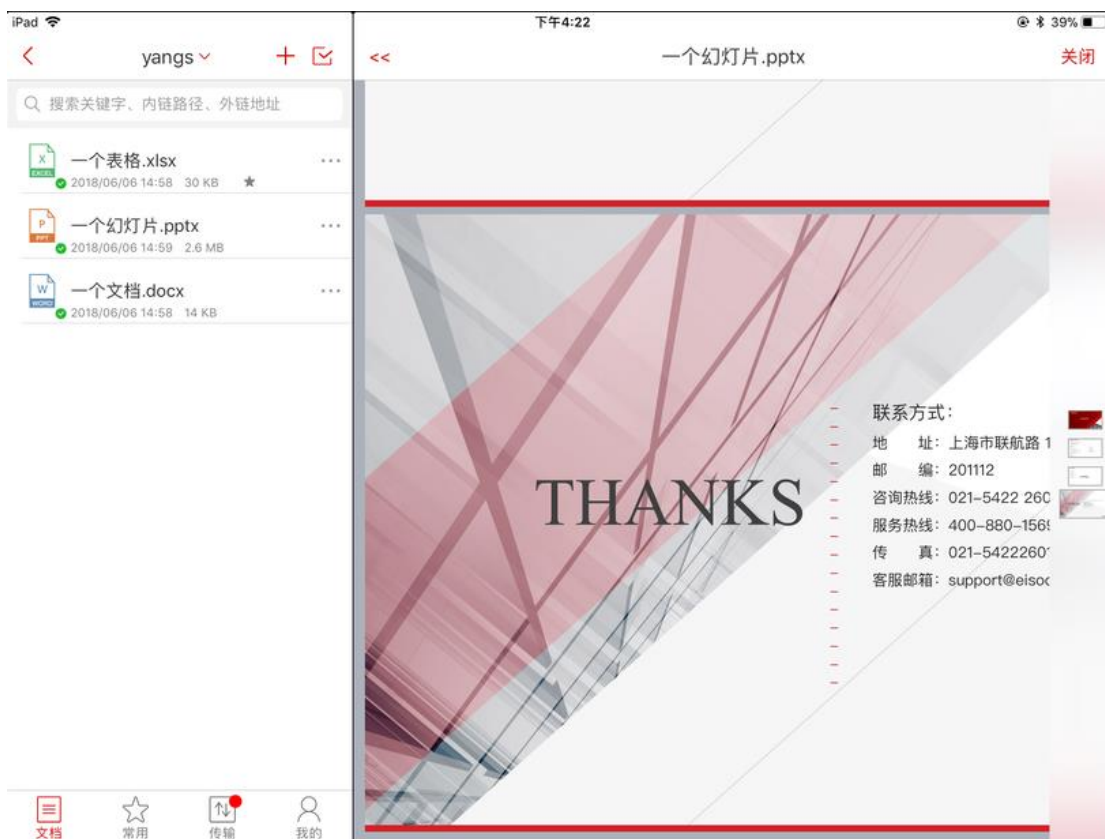 iPad
下午4:22
39%
yangs
搜索关键字、内链路径、外链地址
X
EXCEL
一个表格.xlsx
2018/06/06 14:58 30 KB
P
PPT
一个幻灯片.pptx
2018/06/06 14:59 2.6 MB
W
WORD
一个文档.docx
2018/06/06 14:58 14 KB
文档
常用
传输
我的
<<
一个幻灯片.pptx
关闭
THANKS
联系方式：
地 址：上海市联航路 1
邮 编：201112
咨询热线：021-5422 260
服务热线：400-880-156
传 真：021-5422260
客服邮箱：support@eiso